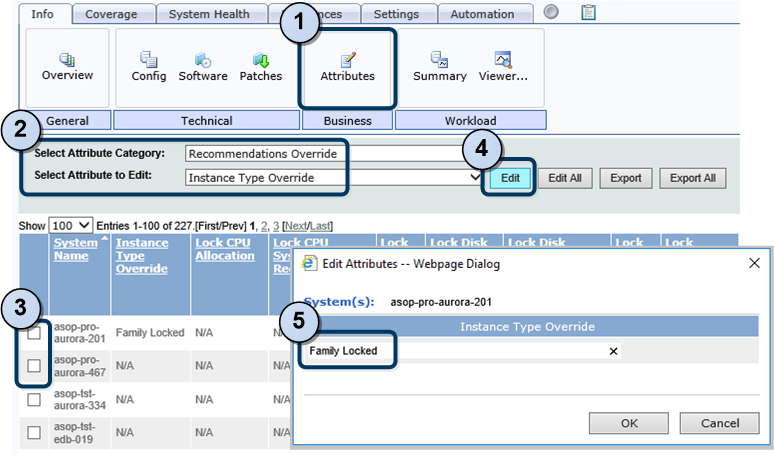 Info Coverage System Health ences Settings Automation
1
Overview Config Software Patches Attributes Summary Viewer...
General Technical Business Workload
2
Select Attribute Category: Recommendations Override
4
Select Attribute to Edit: Instance Type Override Edit Edit All Export Export All
Show 100 Entries 1-100 of 227.[First/Prev] 1, 2, 3 [Next/Last]
System Name Instance Type Override Lock CPU Allocation Lock CPU Sys Rec Lock Lock Disk Lock Disk Lock Lock
3
asop-pro-aurora-201 Family Locked N/A N/
asop-pro-aurora-467 N/A N/A N/
asop-tst-aurora-334 N/A N/A N/A
asop-tst-edb-019 N/A N/A N/A
Edit Attributes -- Webpage Dialog
System(s): asop-pro-aurora-201
5
Instance Type Override
Family Locked
OK Cancel